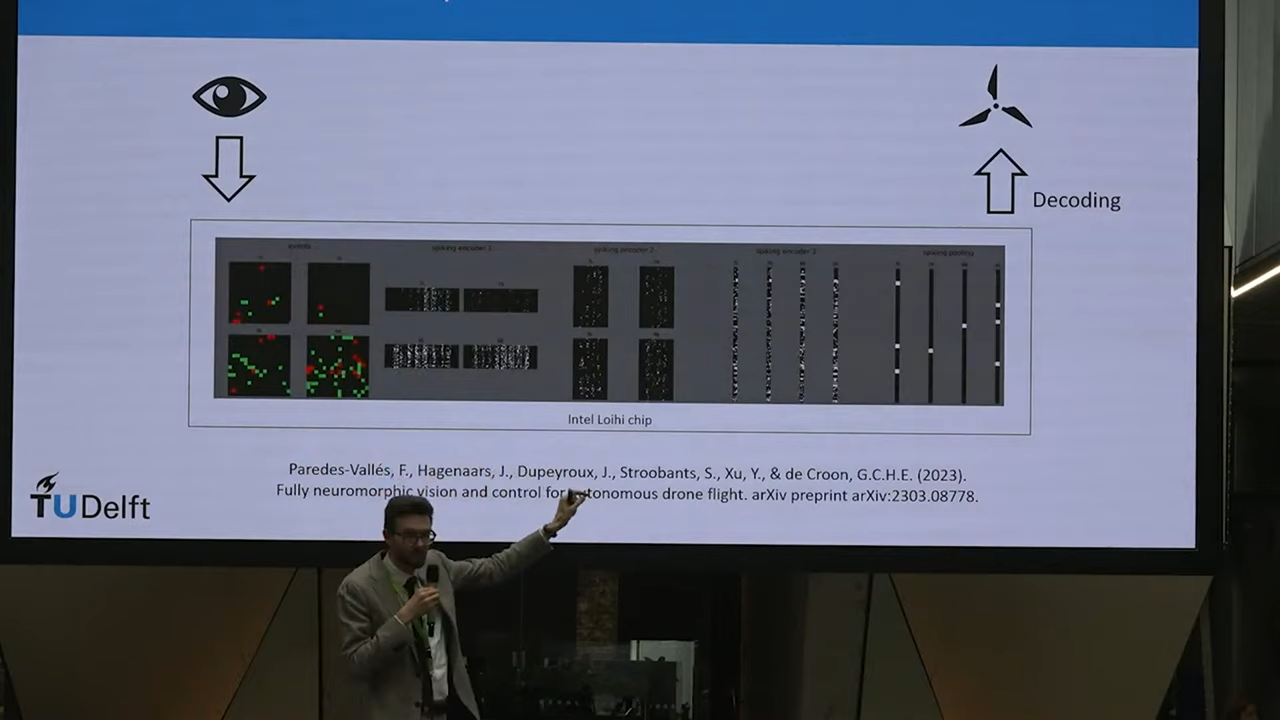 Decoding
events
spiking encoder 1
spiking encoder 2
spiking encoder 3
spiking pooling
Intel Loihi chip
Paredes-Vallés, F., Hagenaars, J., Dupeyroux, J., Stroobants, S., Xu, Y., & de Croon, G.C.H.E. (2023).
Fully neuromorphic vision and control for autonomous drone flight. arXiv preprint arXiv:2303.08778.
TUDelft